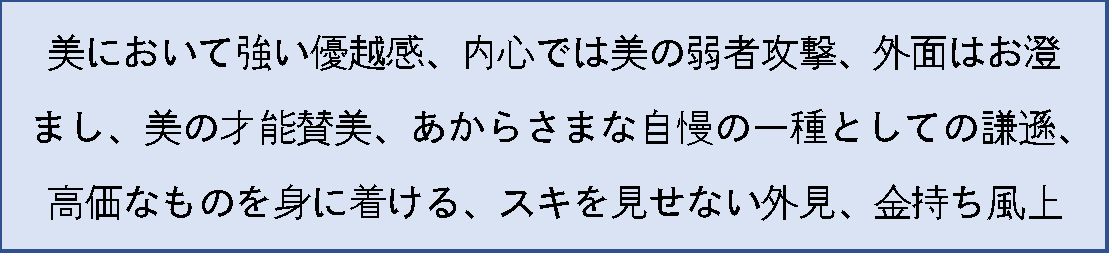 美において強い優越感、内心では美の弱者攻撃、外面はお澄
まし、美の才能賛美、あからさまな自慢の一種としての謙遜、
高価なものを身に着ける、スキを見せない外見、金持ち風上